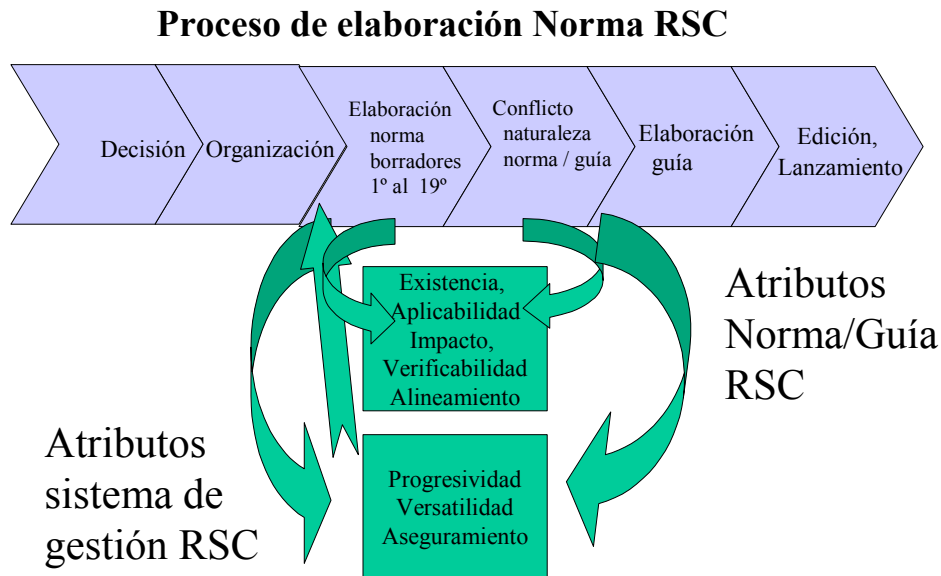 Proceso de elaboración Norma RSC
Decisión
Organización
Elaboración
norma
borradores
1º al 19º
Conflicto
naturaleza
norma / guía
Elaboración
guía
Edición,
Lanzamiento
Existencia,
Aplicabilidad
Impacto,
Verificabilidad
Alineamiento
Atributos
Norma/Guía
RSC
Atributos
sistema de
gestión RSC
Progresividad
Versatilidad
Aseguramiento